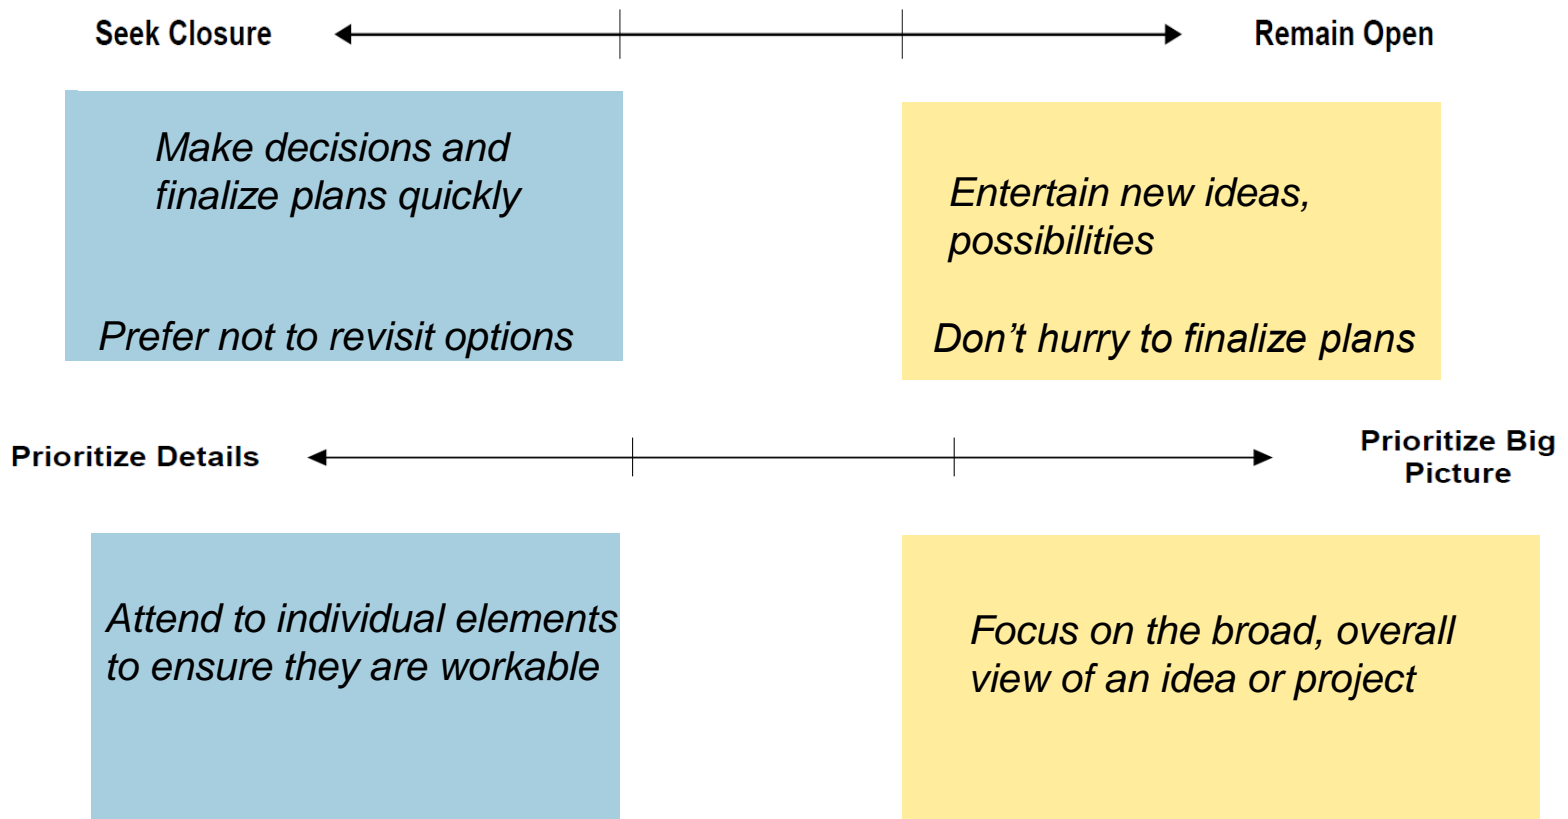 Seek Closure
Remain Open
Make decisions and
finalize plans quickly
Prefer not to revisit options
Entertain new ideas,
possibilities
Don’t hurry to finalize plans
Prioritize Details
Prioritize Big
Picture
Attend to individual elements
to ensure they are workable
Focus on the broad, overall
view of an idea or project